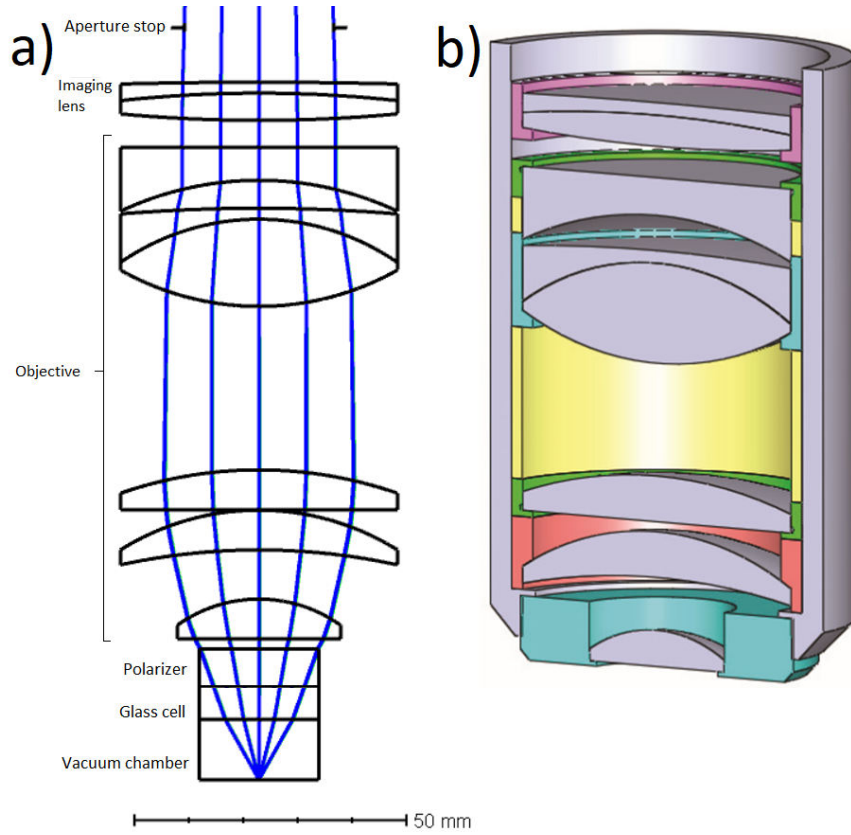 a)
b)
Aperture stop
Imaging
lens
Objective
Polarizer
Glass cell
Vacuum chamber
50 mm